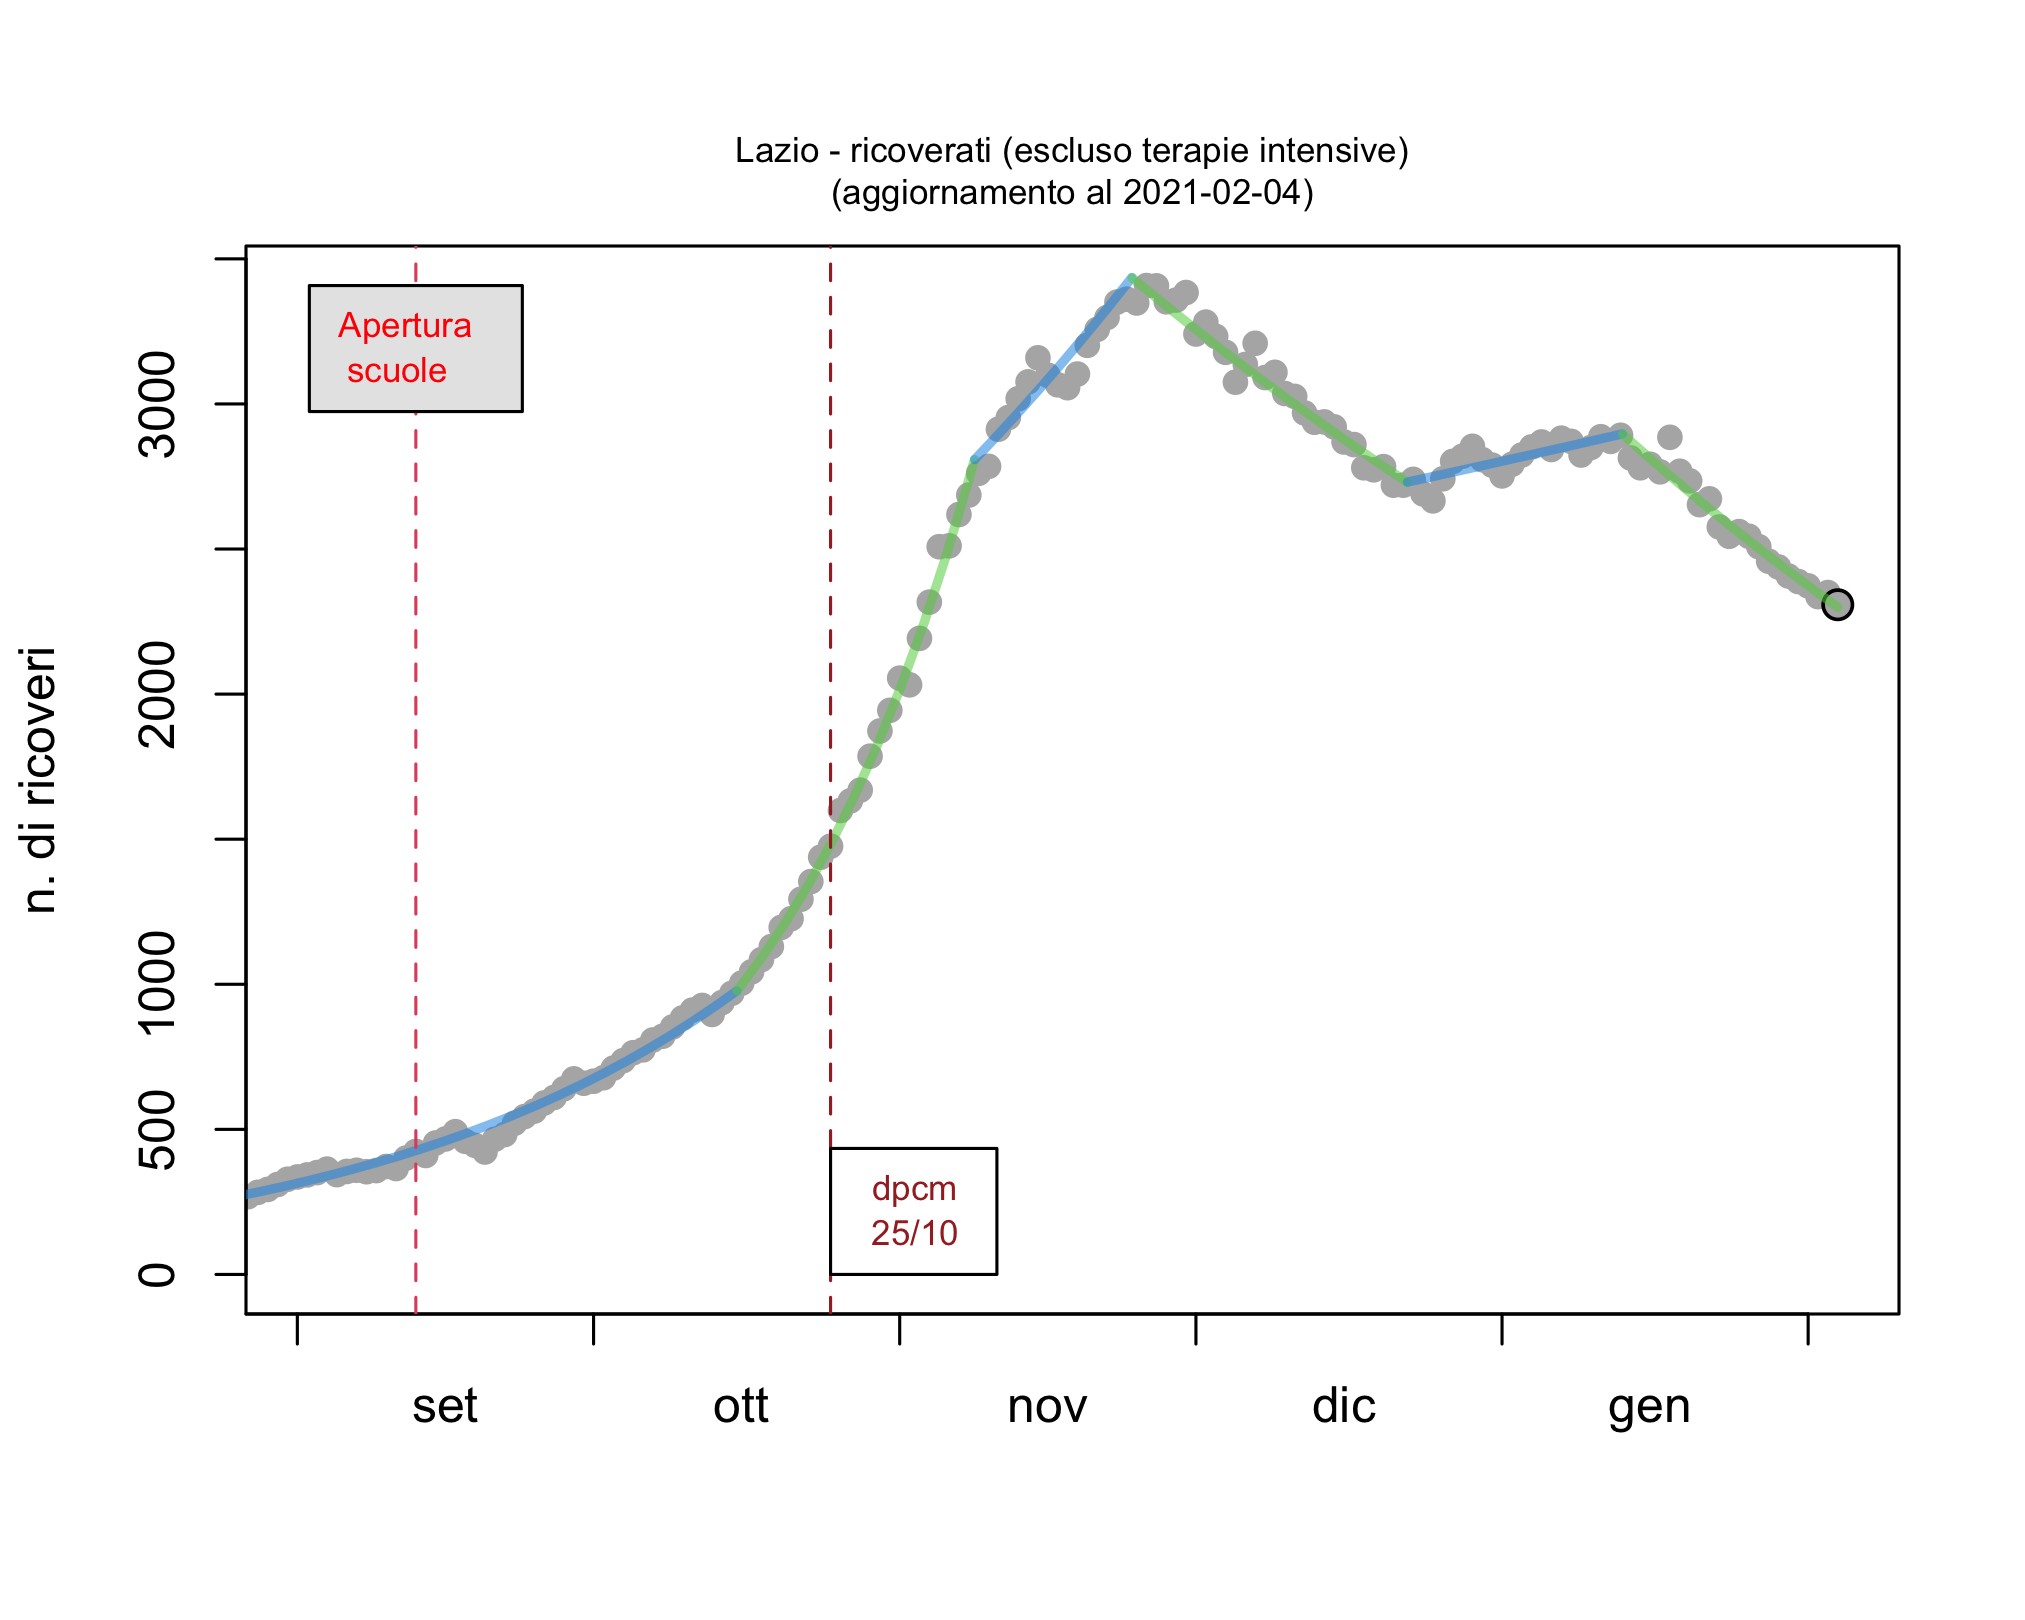 Lazio - ricoverati (escluso terapie intensive)
(aggiornamento al 2021-02-04)
Apertura
scuole
dpcm
25/10
n. di ricoveri
3000
2000
1000
500
0
set
ott
nov
dic
gen